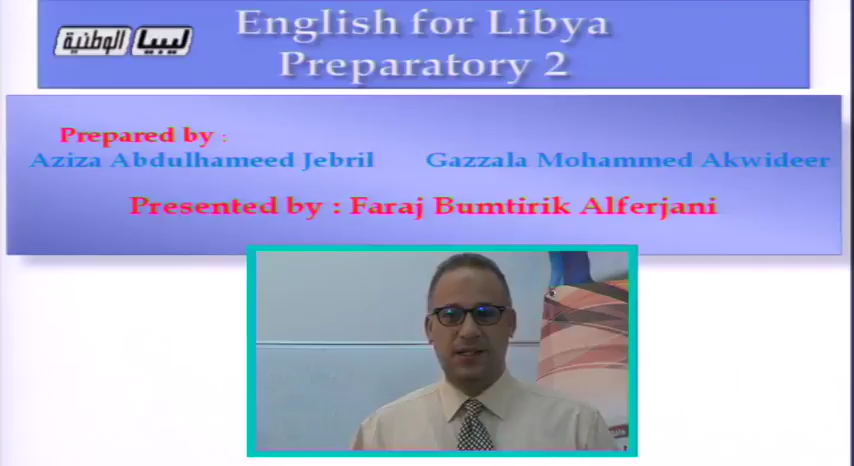 English for Libya
ليبيا الوطنية
Preparatory 2
Prepared by :
Aziza Abdulhameed Jebril Gazzala Mohammed Akwideer
Presented by : Faraj Bumtirik Alferjani